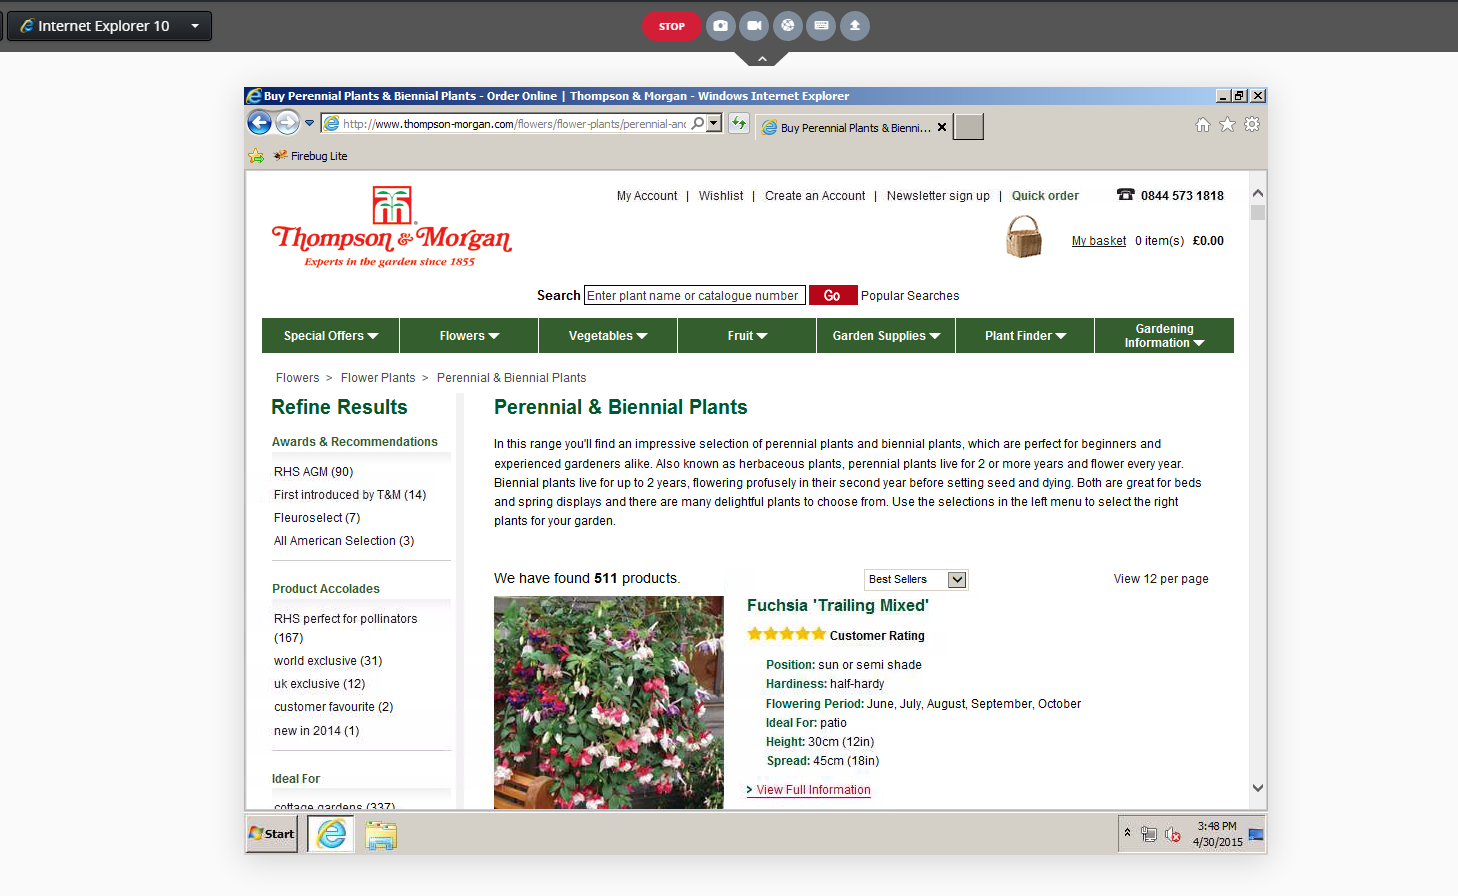 Internet Explorer 10
STOP
Buy Perennial Plants & Biennial Plants - Order Online | Thompson & Morgan - Windows Internet Explorer
http://www.thompson-morgan.com/flowers/flower-plants/perennial-anc
Buy Perennial Plants & Bienni...
Firebug Lite
My Account | Wishlist | Create an Account | Newsletter sign up | Quick order
0844 573 1818
Thompson & Morgan
Experts in the garden since 1855
My basket 0 item(s) £0.00
Search Enter plant name or catalogue number Go Popular Searches
Special Offers Flowers Vegetables Fruit Garden Supplies Plant Finder Gardening Information
Flowers > Flower Plants > Perennial & Biennial Plants
Refine Results
Awards & Recommendations
RHS AGM (90)
First introduced by T&M (14)
Fleuroselect (7)
All American Selection (3)
Product Accolades
RHS perfect for pollinators
(167)
world exclusive (31)
uk exclusive (12)
customer favourite (2)
new in 2014 (1)
Ideal For
cottage gardens (337)
Perennial & Biennial Plants
In this range you'll find an impressive selection of perennial plants and biennial plants, which are perfect for beginners and
experienced gardeners alike. Also known as herbaceous plants, perennial plants live for 2 or more years and flower every year.
Biennial plants live for up to 2 years, flowering profusely in their second year before setting seed and dying. Both are great for beds
and spring displays and there are many delightful plants to choose from. Use the selections in the left menu to select the right
plants for your garden.
We have found 511 products.
Best Sellers
View 12 per page
Fuchsia 'Trailing Mixed'
Customer Rating
Position: sun or semi shade
Hardiness: half-hardy
Flowering Period: June, July, August, September, October
Ideal For: patio
Height: 30cm (12in)
Spread: 45cm (18in)
> View Full Information
Start
3:48 PM
4/30/2015